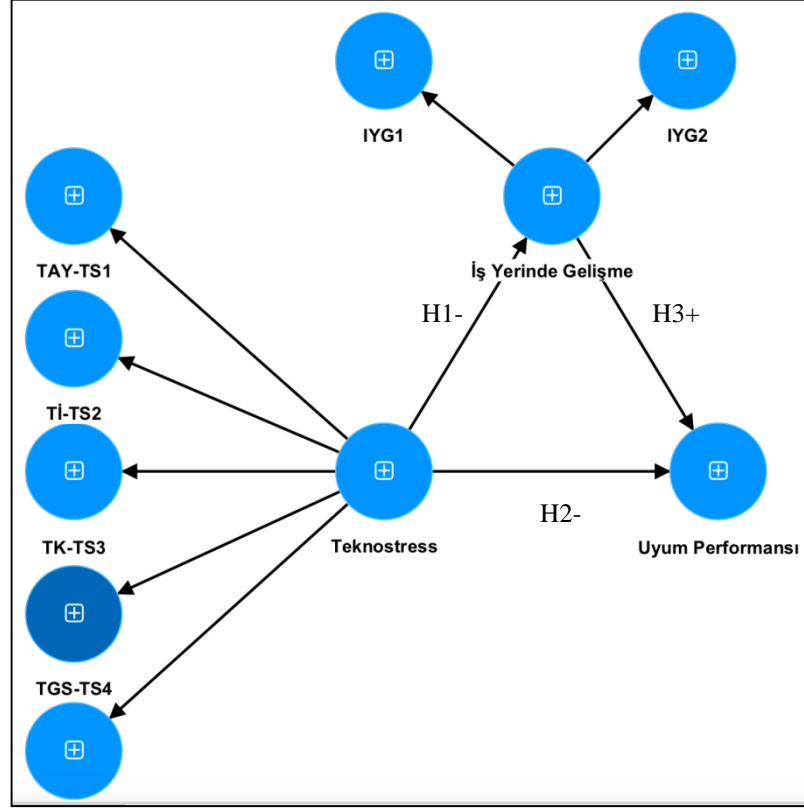 IYG1
IYG2
TAY-TS1
İş Yerinde Gelişme
H1-
H3+
Tİ-TS2
TK-TS3
Teknostress
H2-
Uyum Performansı
TGS-TS4